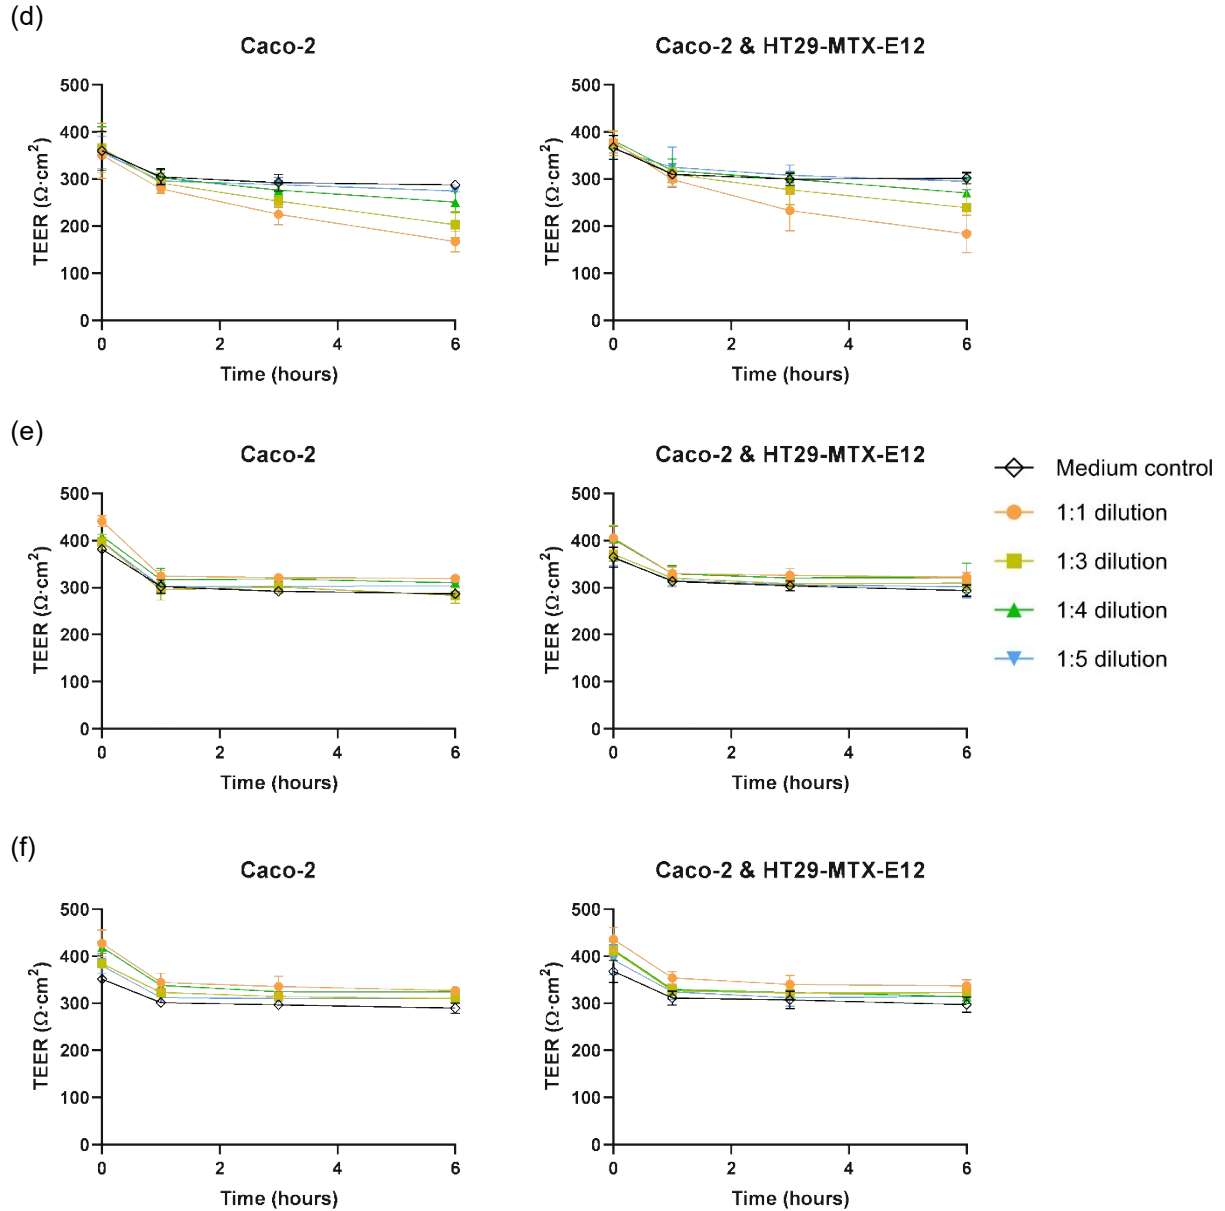 (d)
Caco-2
500
400
300
200
100
0
TEER (Ω·cm²)
0 2 4 6
Time (hours)
Caco-2 & HT29-MTX-E12
500
400
300
200
100
0
TEER (Ω·cm²)
0 2 4 6
Time (hours)
(e)
Caco-2
500
400
300
200
100
0
TEER (Ω·cm²)
0 2 4 6
Time (hours)
Caco-2 & HT29-MTX-E12
500
400
300
200
100
0
TEER (Ω·cm²)
0 2 4 6
Time (hours)
Medium control
1:1 dilution
1:3 dilution
1:4 dilution
1:5 dilution
(f)
Caco-2
500
400
300
200
100
0
TEER (Ω·cm²)
0 2 4 6
Time (hours)
Caco-2 & HT29-MTX-E12
500
400
300
200
100
0
TEER (Ω·cm²)
0 2 4 6
Time (hours)